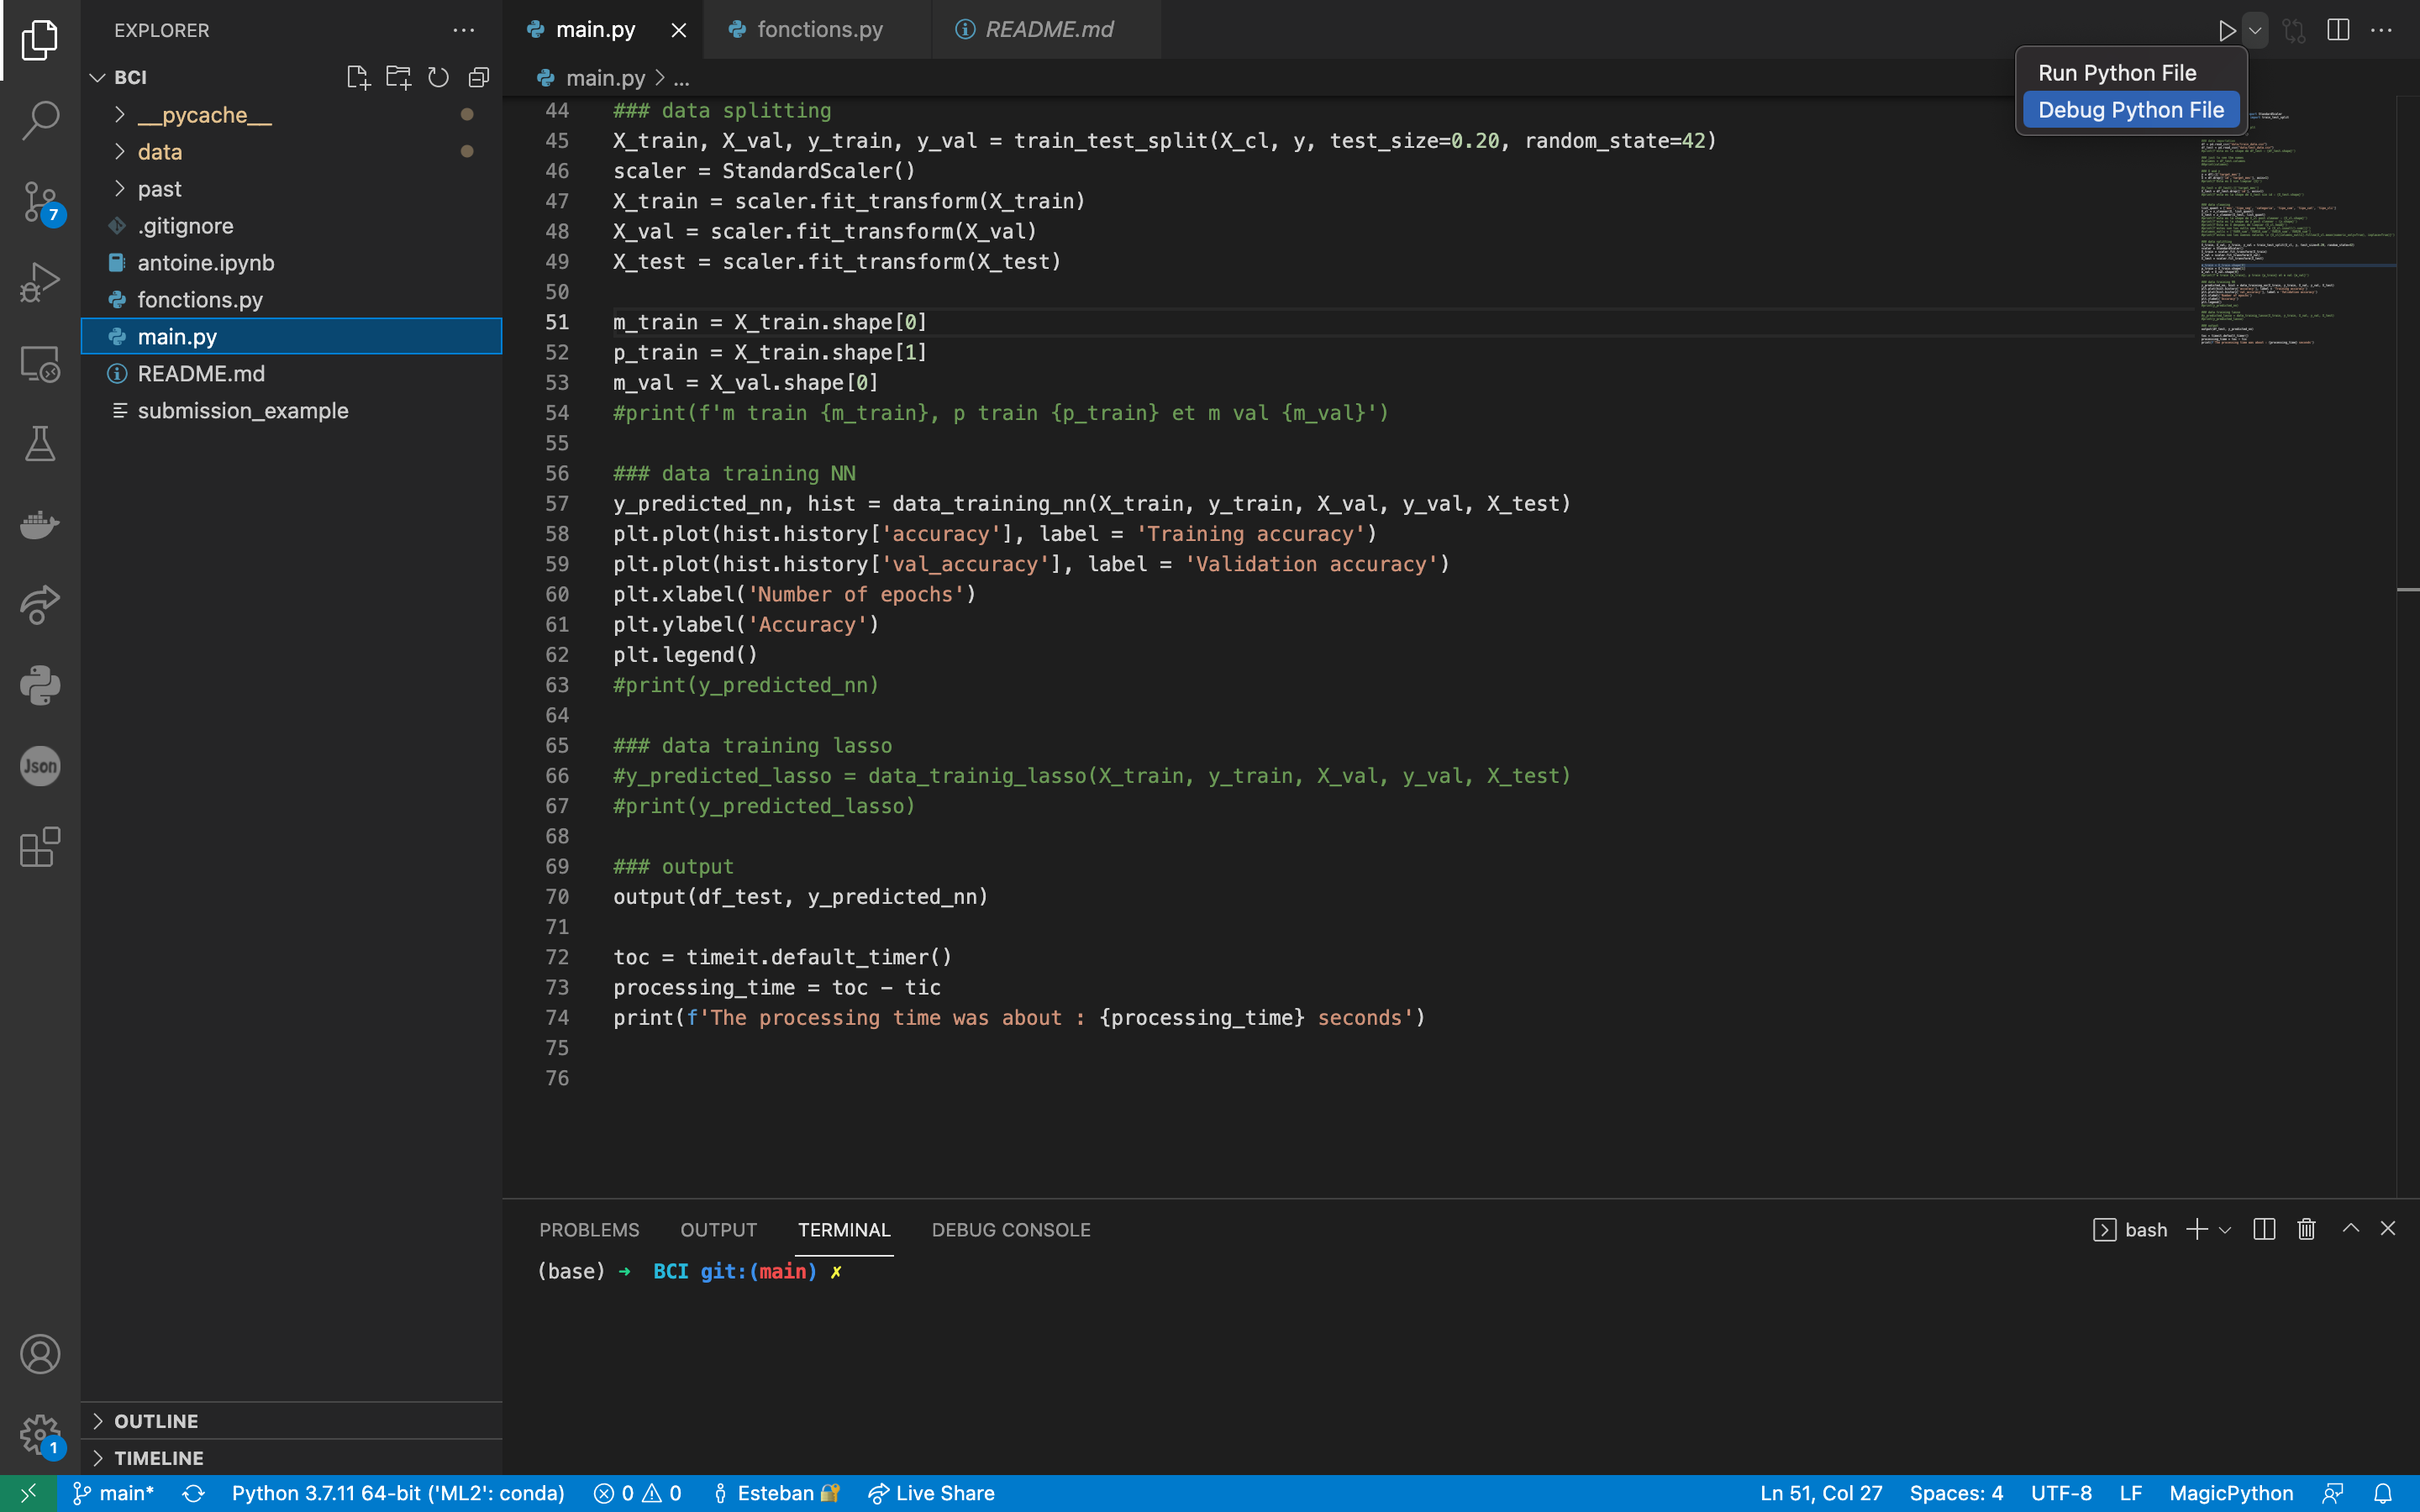 EXPLORER
BCI
__pycache__
data
past
.gitignore
antoine.ipynb
fonctions.py
main.py
README.md
submission_example
OUTLINE
TIMELINE
7
Json
1
main.py
fonctions.py
README.md
main.py > ...
Run Python File
Debug Python File
44 ### data splitting
45 X_train, X_val, y_train, y_val = train_test_split(X_cl, y, test_size=0.20, random_state=42)
46 scaler = StandardScaler()
47 X_train = scaler.fit_transform(X_train)
48 X_val = scaler.fit_transform(X_val)
49 X_test = scaler.fit_transform(X_test)
50
51 m_train = X_train.shape[0]
52 p_train = X_train.shape[1]
53 m_val = X_val.shape[0]
54 #print(f'm train {m_train}, p train {p_train} et m val {m_val}')
55
56 ### data training NN
57 y_predicted_nn, hist = data_training_nn(X_train, y_train, X_val, y_val, X_test)
58 plt.plot(hist.history['accuracy'], label = 'Training accuracy')
59 plt.plot(hist.history['val_accuracy'], label = 'Validation accuracy')
60 plt.xlabel('Number of epochs')
61 plt.ylabel('Accuracy')
62 plt.legend()
63 #print(y_predicted_nn)
64
65 ### data training lasso
66 #y_predicted_lasso = data_trainig_lasso(X_train, y_train, X_val, y_val, X_test)
67 #print(y_predicted_lasso)
68
69 ### output
70 output(df_test, y_predicted_nn)
71
72 toc = timeit.default_timer()
73 processing_time = toc - tic
74 print(f'The processing time was about : {processing_time} seconds')
75
76
PROBLEMS OUTPUT TERMINAL DEBUG CONSOLE
bash
(base) ➜ BCI git:(main) ✗
main* Python 3.7.11 64-bit ('ML2': conda) 0 0 Esteban 🔐 Live Share Ln 51, Col 27 Spaces: 4 UTF-8 LF MagicPython